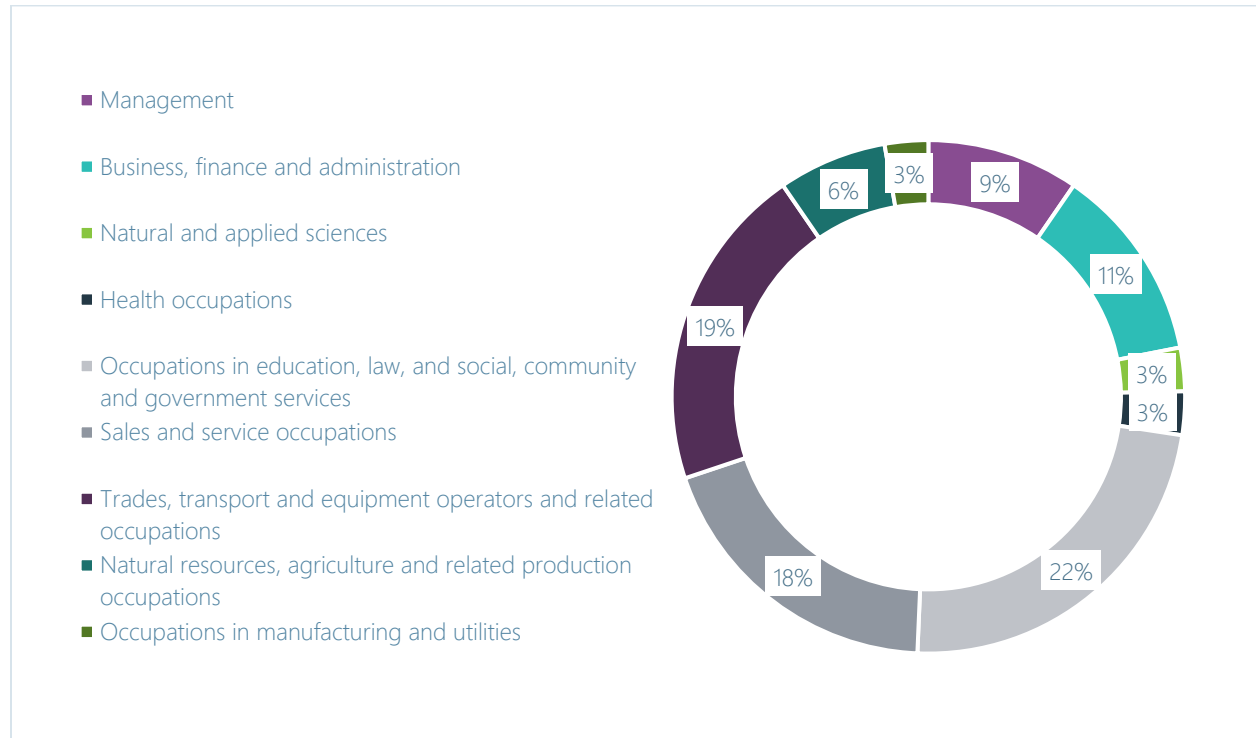 Management
Business, finance and administration
Natural and applied sciences
Health occupations
Occupations in education, law, and social, community
and government services
Sales and service occupations
Trades, transport and equipment operators and related
occupations
Natural resources, agriculture and related production
occupations
Occupations in manufacturing and utilities
9%
11%
3%
3%
22%
18%
19%
6%
3%